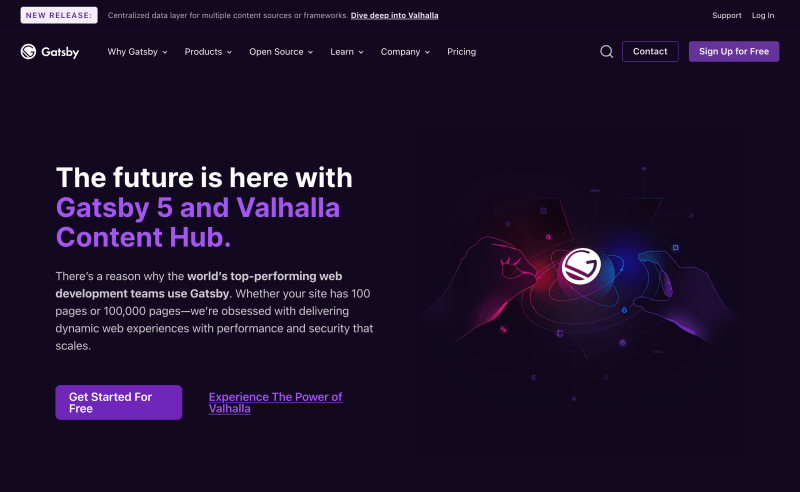 NEW RELEASE:
Centralized data layer for multiple content sources or frameworks. Dive deep into Valhalla
Support
Log In
Gatsby
Why Gatsby
Products
Open Source
Learn
Company
Pricing
Contact
Sign Up for Free
The future is here with
Gatsby 5 and Valhalla
Content Hub.
There’s a reason why the world’s top-performing web
development teams use Gatsby. Whether your site has 100
pages or 100,000 pages—we’re obsessed with delivering
dynamic web experiences with performance and security that
scales.
Get Started For
Free
Experience The Power of
Valhalla